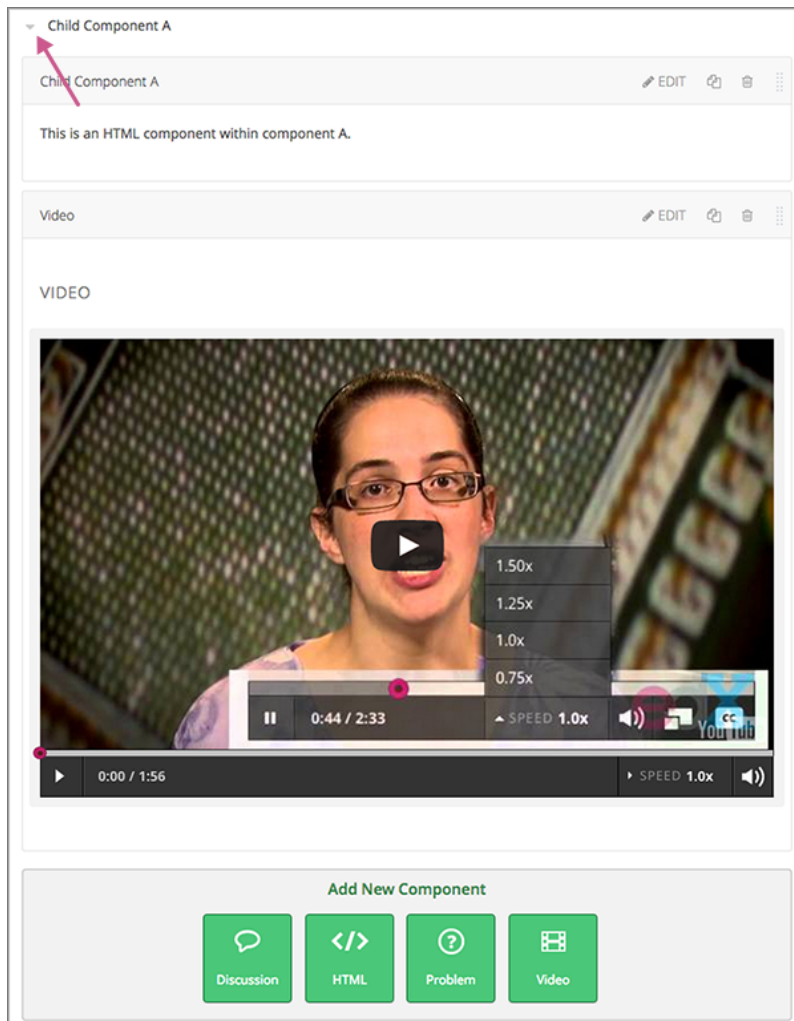 Child Component A
Child Component A EDIT
This is an HTML component within component A.
Video EDIT
VIDEO
1.50x
1.25x
1.0x
0.75x
0:44 / 2:33 SPEED 1.0x
edX
CC
YouTube
0:00 / 1:56 SPEED 1.0x
Add New Component
Discussion HTML Problem Video